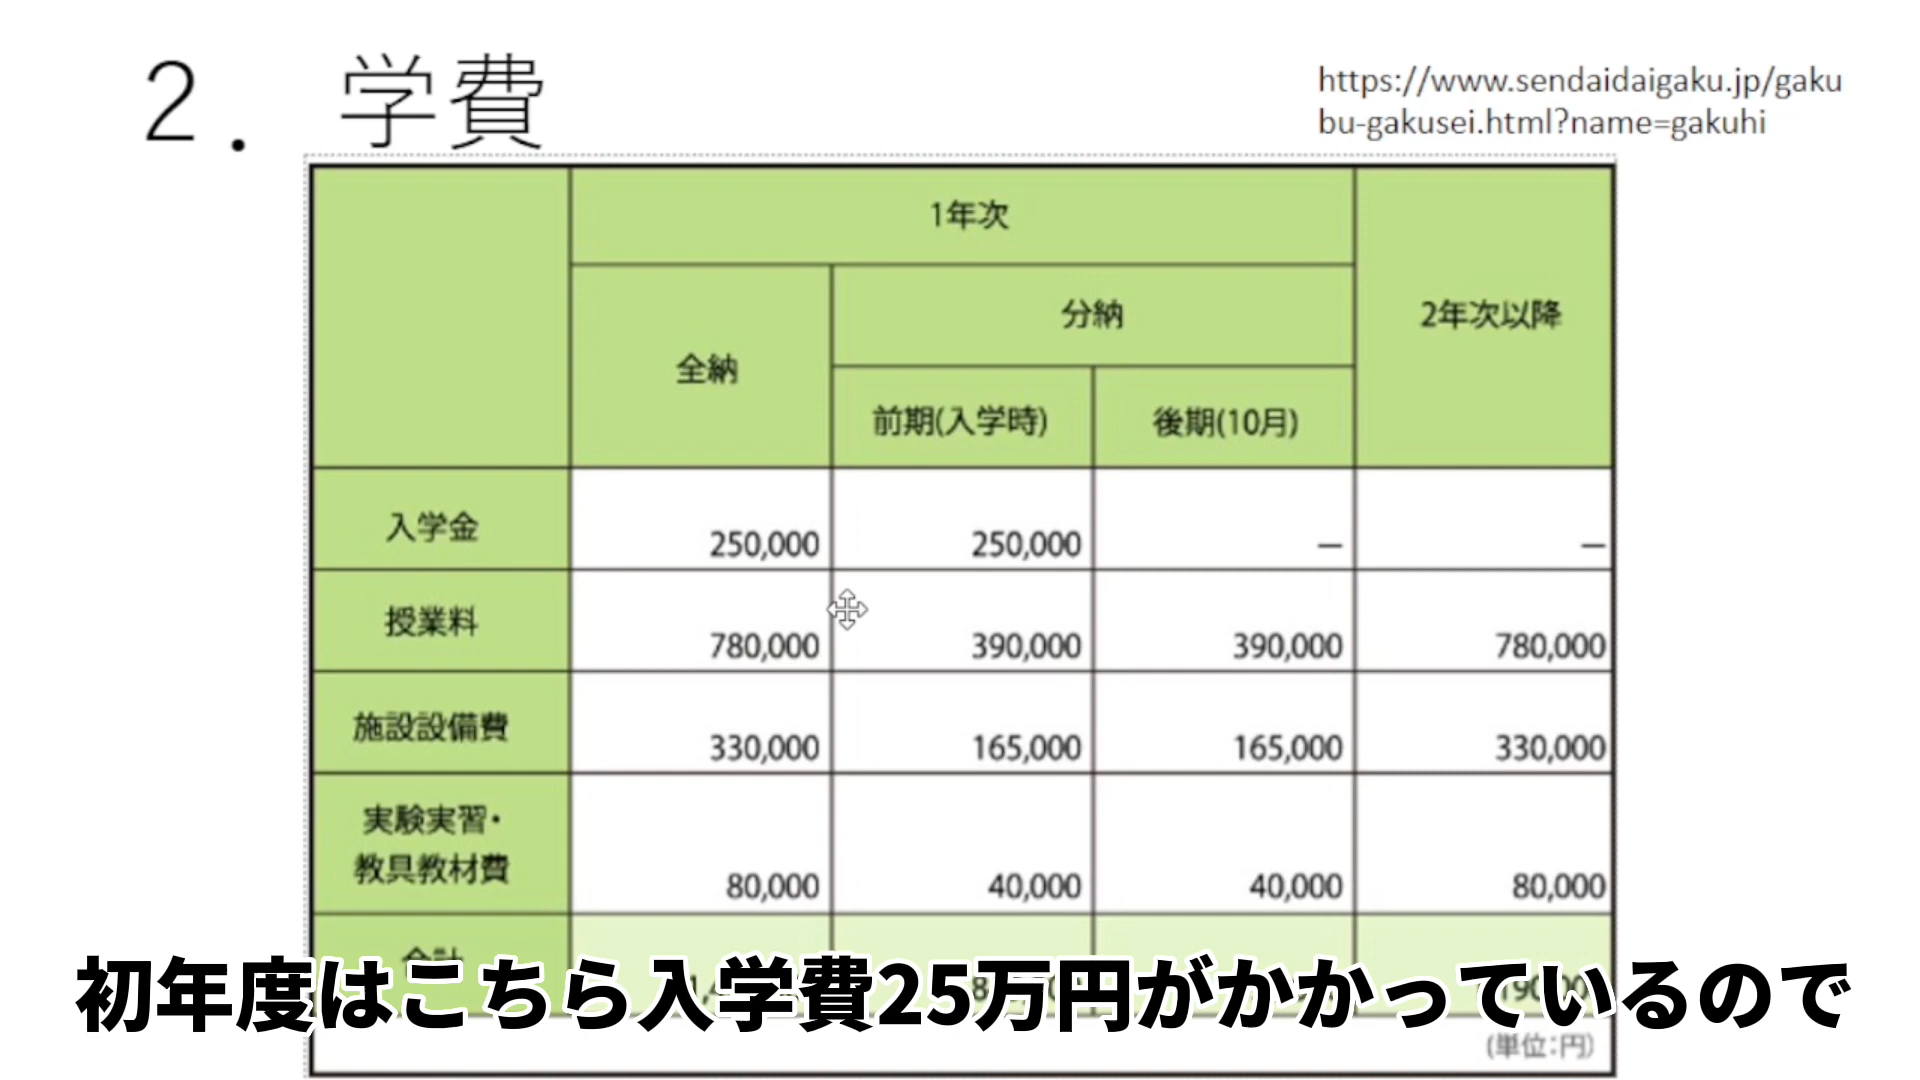 2. 学費
https://www.sendaidaigaku.jp/gaku
bu-gakusei.html?name=gakuhi
1年次
2年次以降
全納
分納
前期(入学時)
後期(10月)
入学金 250,000 250,000 — —
授業料 780,000 390,000 390,000 780,000
施設設備費 330,000 165,000 165,000 330,000
実験実習・
教具教材費 80,000 40,000 40,000 80,000
合計
初年度はこちら入学費25万円がかかっているので
(単位:円)